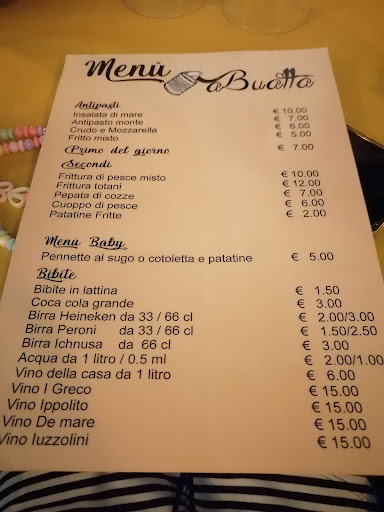 Menù a Buatta
Antipasti
Insalata di mare € 10.00
Antipasto monte € 7.00
Crudo e Mozzarella € 6.00
Fritto misto € 5.00
Primo del giorno € 7.00
Secondi
Frittura di pesce misto € 10.00
Frittura totani € 12.00
Pepata di cozze € 7.00
Cuoppo di pesce € 6.00
Patatine Fritte € 2.00
Menù Baby
Pennette al sugo o cotoletta e patatine € 5.00
Bibite
Bibite in lattina € 1.50
Coca cola grande € 3.00
Birra Heineken da 33 / 66 cl € 2.00/3.00
Birra Peroni da 33 / 66 cl € 1.50/2.50
Birra Ichnusa da 66 cl € 3.00
Acqua da 1 litro / 0.5 ml € 2.00/1.00
Vino della casa da 1 litro € 6.00
Vino I Greco € 15.00
Vino Ippolito € 15.00
Vino De mare € 15.00
Vino Iuzzolini € 15.00